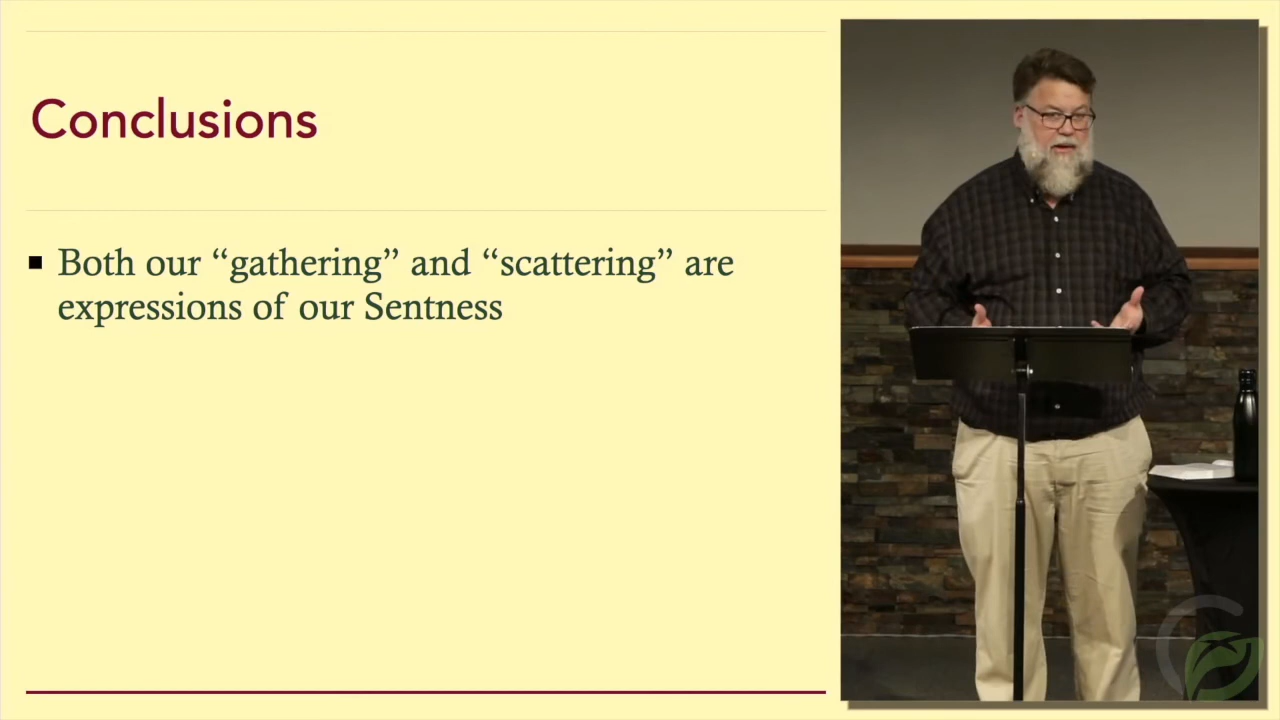 Conclusions
Both our “gathering” and “scattering” are
expressions of our Sentness